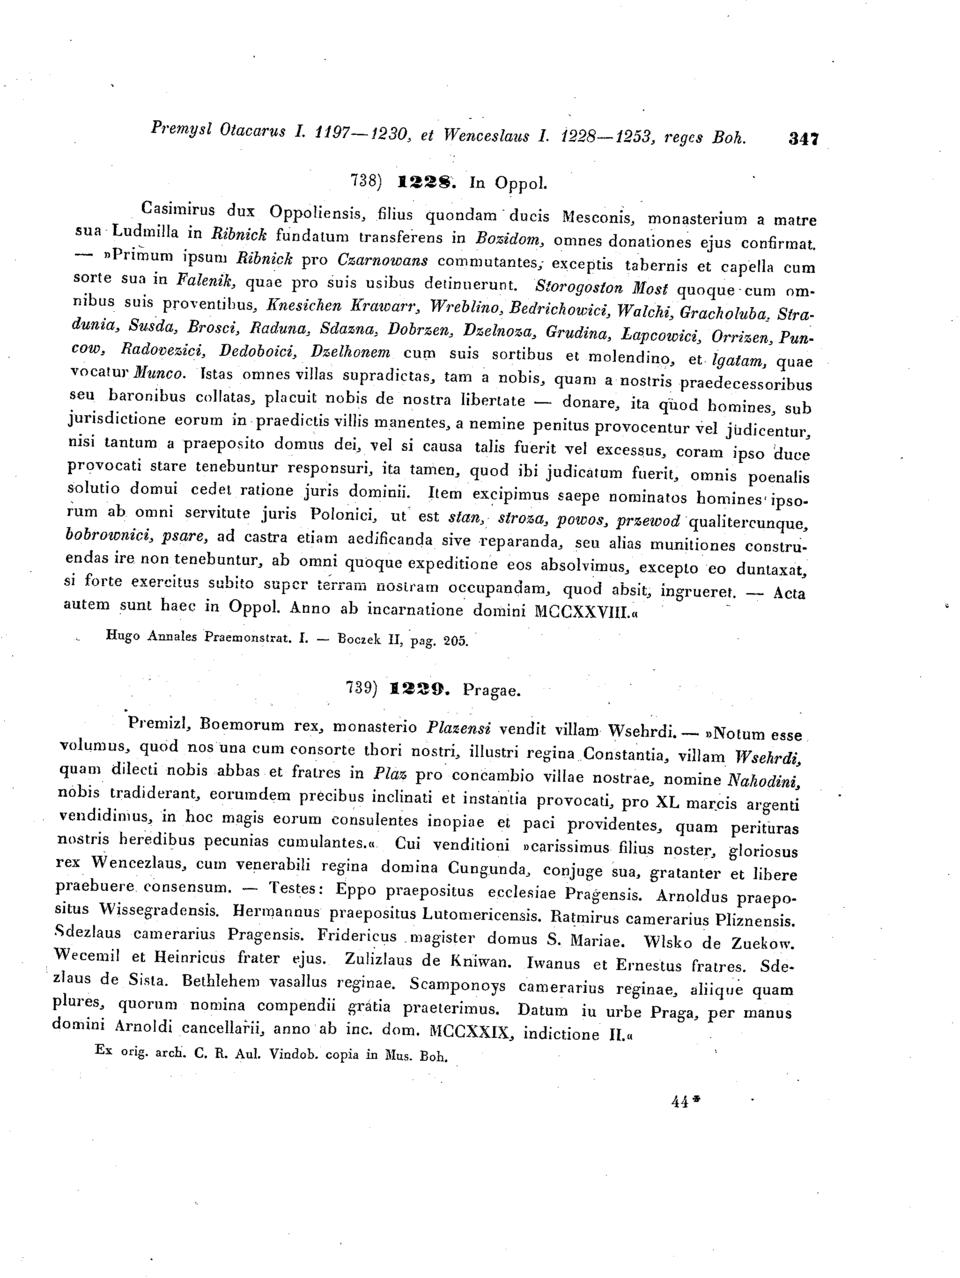 Premysl Otacarus I. 1197—1230, et Wenceslaus I. 1228—1253, reges Boh. 347
738) 1228. In Oppol.
Casimirus dux Oppoliensis, filius quondam ducis Mesconis, monasterium a matre
sua Ludmilla in Ribnick fundatum transferens in Bozidom, omnes donationes ejus confirmat.
— »Primum ipsum Ribnick pro Czarnowans commutantes, exceptis tabernis et capella cum
sorte sua in Falenik, quae pro suis usibus detinuerunt. Storogoston Most quoque cum om-
nibus suis proventibus, Knesichen Krawarr, Wreblino, Bedrichowici, Walchi, Gracholuba, Stra-
dunia, Susda, Brosci, Raduna, Sdazna, Dobrzen, Dzelnoza, Grudina, Lapcowici, Orrizen, Pun-
cow, Radovezici, Dedoboici, Dzelhonem cum suis sortibus et molendino, et Igatam, quae
vocatur Munco. Istas omnes villas supradictas, tam a nobis, quam a nostris praedecessoribus
seu baronibus collatas, placuit nobis de nostra libertate — donare, ita quod homines, sub
jurisdictione eorum in praedictis villis manentes, a nemine penitus provocentur vel judicentur,
nisi tantum a praeposito domus dei, vel si causa talis fuerit vel excessus, coram ipso duce
provocati stare tenebuntur responsuri, ita tamen, quod ibi judicatum fuerit, omnis poenalis
solutio domui cedet ratione juris dominii. Item excipimus saepe nominatos homines ipso-
rum ab omni servitute juris Polonici, ut est stan, stroza, powos, przewod qualitercunque,
bobrownici, psare, ad castra etiam aedificanda sive reparanda, seu alias munitiones constru-
endas ire non tenebuntur, ab omni quoque expeditione eos absolvimus, excepto eo duntaxat,
si forte exercitus subito super terram nostram occupandam, quod absit, ingrueret. — Acta
autem sunt haec in Oppol. Anno ab incarnatione domini MCCXXVIII.«
Hugo Annales Praemonstrat. I. — Boczek II, pag. 205.
739) 1229. Pragae.
Premizl, Boemorum rex, monasterio Plazensi vendit villam Wsehrdi. — »Notum esse
volumus, quod nos una cum consorte thori nostri, illustri regina Constantia, villam Wsehrdi,
quam dilecti nobis abbas et fratres in Plaz pro concambio villae nostrae, nomine Nahodini,
nobis tradiderant, eorumdem precibus inclinati et instantia provocati, pro XL marcis argenti
vendidimus, in hoc magis eorum consulentes inopiae et paci providentes, quam perituras
nostris heredibus pecunias cumulantes.« Cui venditioni »carissimus filius noster, gloriosus
rex Wencezlaus, cum venerabili regina domina Cungunda, conjuge sua, gratanter et libere
praebuere consensum. — Testes: Eppo praepositus ecclesiae Pragensis. Arnoldus praepo-
situs Wissegradensis. Hermannus praepositus Lutomericensis. Ratmirus camerarius Pliznensis.
Sdezlaus camerarius Pragensis. Fridericus magister domus S. Mariae. Wlsko de Zuekow.
Wecemil et Heinricus frater ejus. Zulizlaus de Kniwan. Iwanus et Ernestus fratres. Sde-
zlaus de Sista. Bethlehem vasallus reginae. Scamponoys camerarius reginae, aliique quam
plures, quorum nomina compendii gratia praeterimus. Datum iu urbe Praga, per manus
domini Arnoldi cancellarii, anno ab inc. dom. MCCXXIX, indictione II.«
Ex orig. arch. C. R. Aul. Vindob. copia in Mus. Boh.
44*